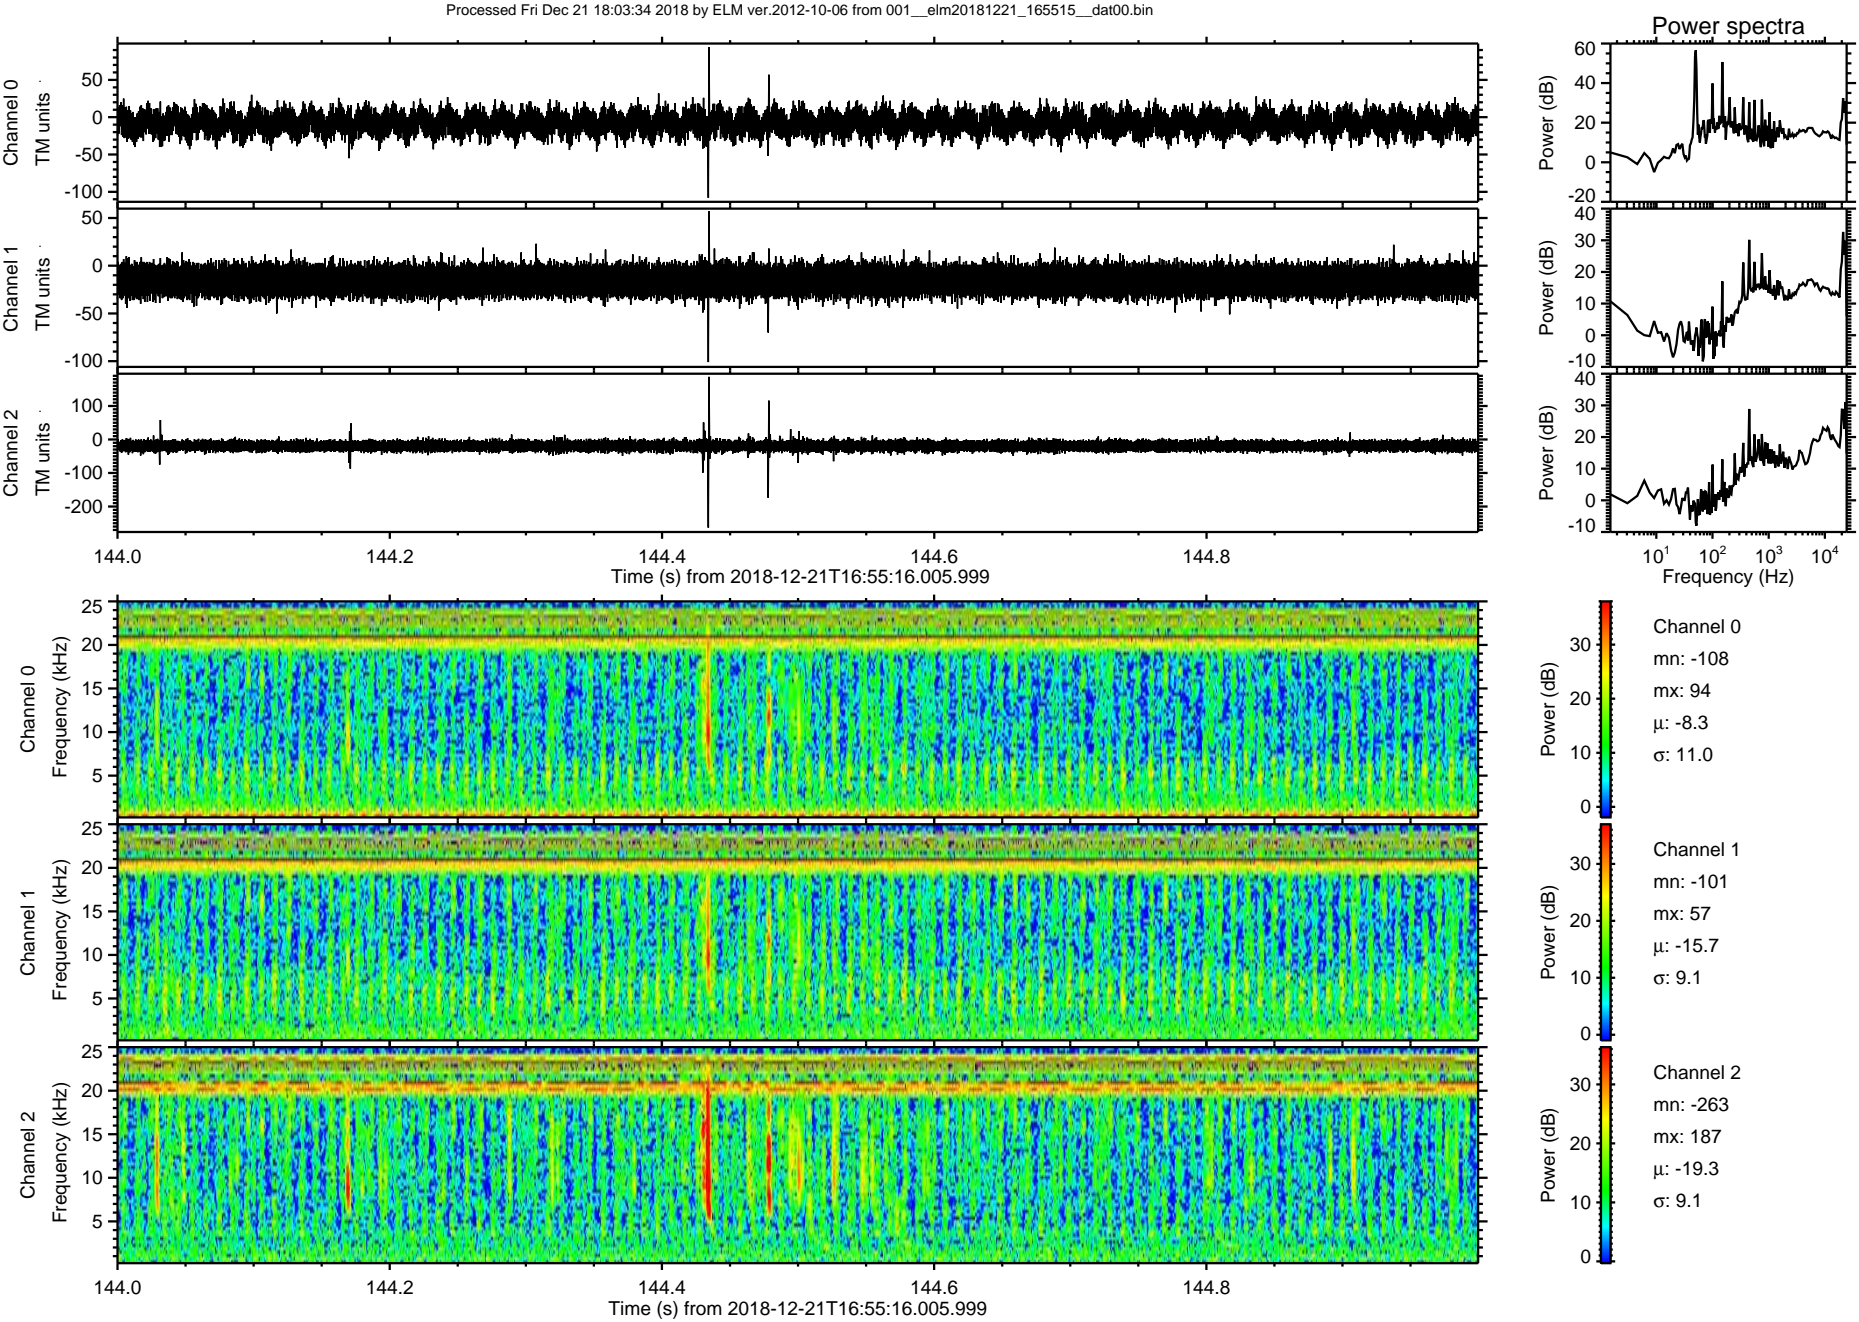 Processed Fri Dec 21 18:03:34 2018 by ELM ver.2012-10-06 from 001__elm20181221_165515__dat00.bin
Power spectra
Channel 0
TM units
50
0
-50
-100
Power (dB)
60
40
20
0
-20
Channel 1
TM units
50
0
-50
-100
Power (dB)
40
30
20
10
0
-10
Channel 2
TM units
100
0
-100
-200
Power (dB)
40
30
20
10
0
-10
144.0 144.2 144.4 144.6 144.8
Time (s) from 2018-12-21T16:55:16.005.999
10¹ 10² 10³ 10⁴
Frequency (Hz)
Channel 0
Frequency (kHz)
25
20
15
10
5
Power (dB)
30
20
10
0
Channel 0
mn: -108
mx: 94
μ: -8.3
σ: 11.0
Channel 1
Frequency (kHz)
25
20
15
10
5
Power (dB)
30
20
10
0
Channel 1
mn: -101
mx: 57
μ: -15.7
σ: 9.1
Channel 2
Frequency (kHz)
25
20
15
10
5
Power (dB)
30
20
10
0
Channel 2
mn: -263
mx: 187
μ: -19.3
σ: 9.1
144.0 144.2 144.4 144.6 144.8
Time (s) from 2018-12-21T16:55:16.005.999